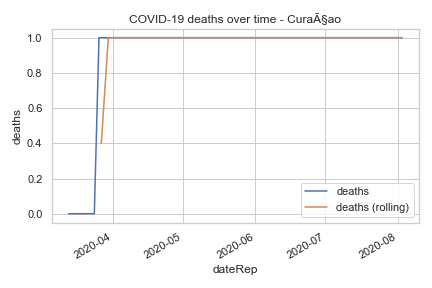 COVID-19 deaths over time - CuraÃ§ao
1.0
0.8
0.6
0.4
0.2
0.0
deaths
deaths
deaths (rolling)
2020-04
2020-05
2020-06
2020-07
2020-08
dateRep